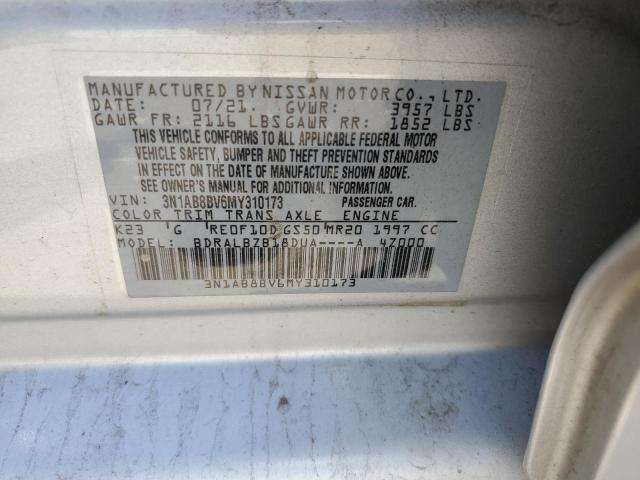 MANUFACTURED BY NISSAN MOTOR CO., LTD.
DATE: 07/21. GVWR: 3957 LBS
GAWR FR: 2116 LBS GAWR RR: 1852 LBS
THIS VEHICLE CONFORMS TO ALL APPLICABLE FEDERAL MOTOR
VEHICLE SAFETY, BUMPER AND THEFT PREVENTION STANDARDS
IN EFFECT ON THE DATE OF MANUFACTURE SHOWN ABOVE.
SEE OWNER'S MANUAL FOR ADDITIONAL INFORMATION.
VIN: 3N1AB8BV6MY310173 PASSENGER CAR.
COLOR TRIM TRANS AXLE ENGINE
K23 'G 'RE0F10D GS50 MR20 1997 CC
MODEL: BDRALBZB18DUA----A 4Z000
3N1AB8BV6MY310173